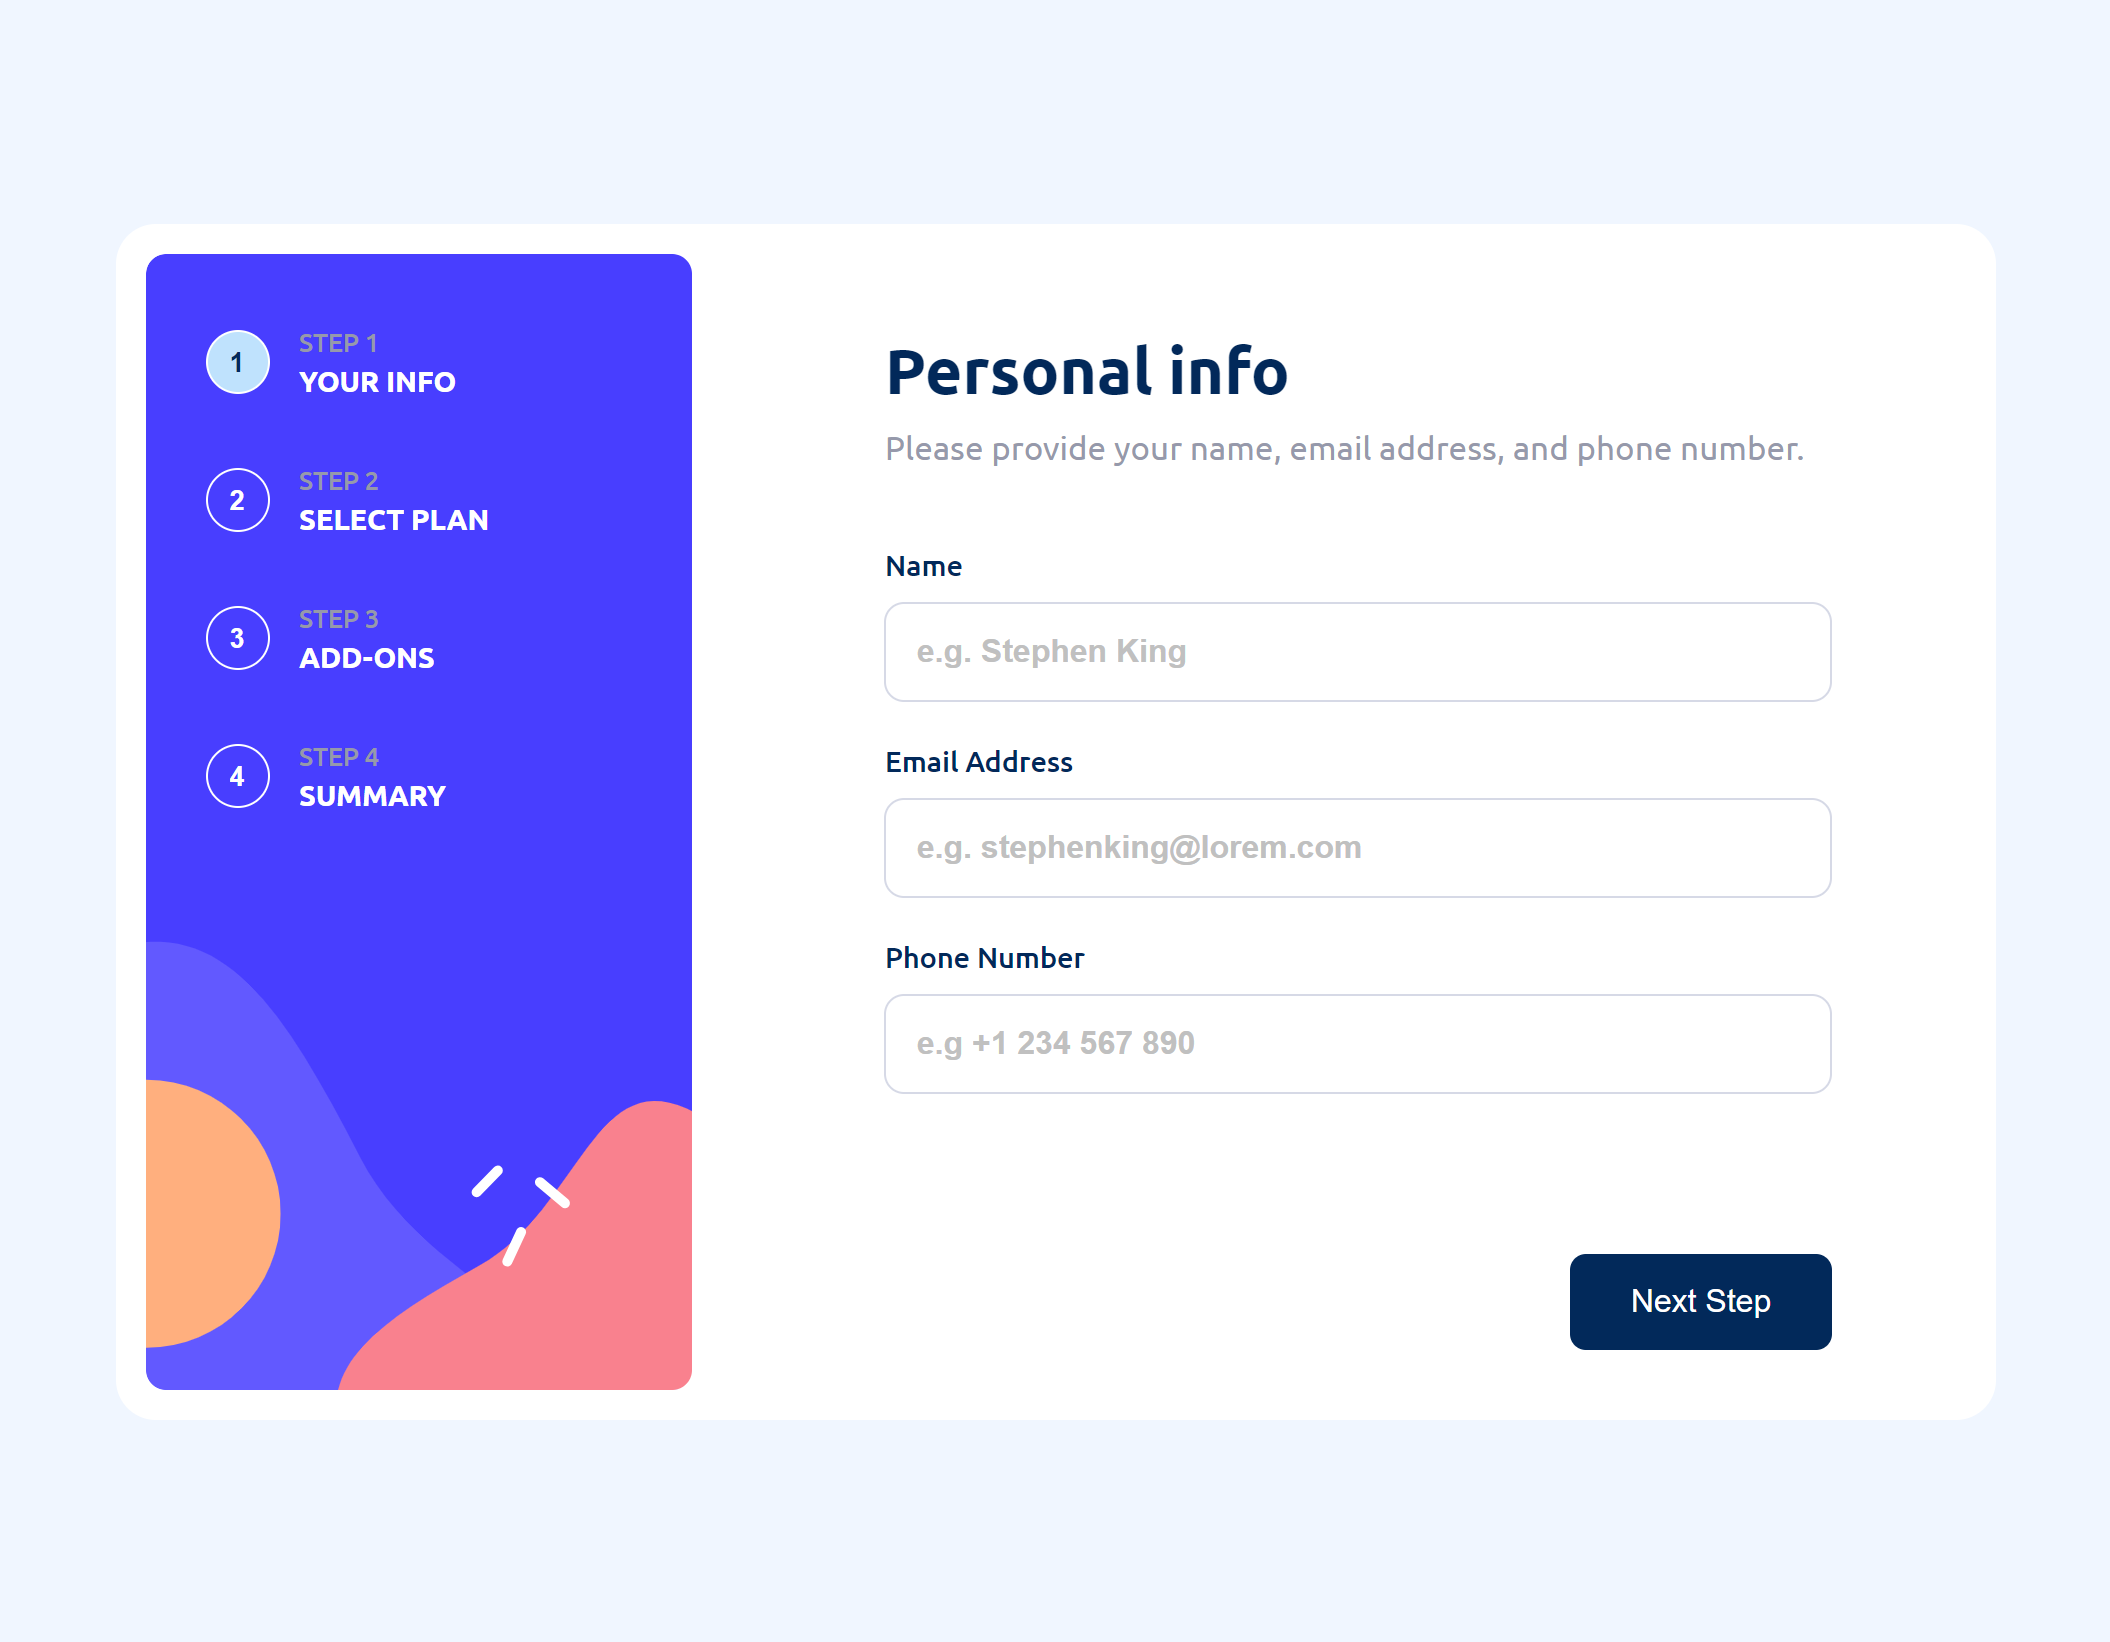 1
STEP 1
YOUR INFO
2
STEP 2
SELECT PLAN
3
STEP 3
ADD-ONS
4
STEP 4
SUMMARY
Personal info
Please provide your name, email address, and phone number.
Name
e.g. Stephen King
Email Address
e.g. stephenking@lorem.com
Phone Number
e.g +1 234 567 890
Next Step